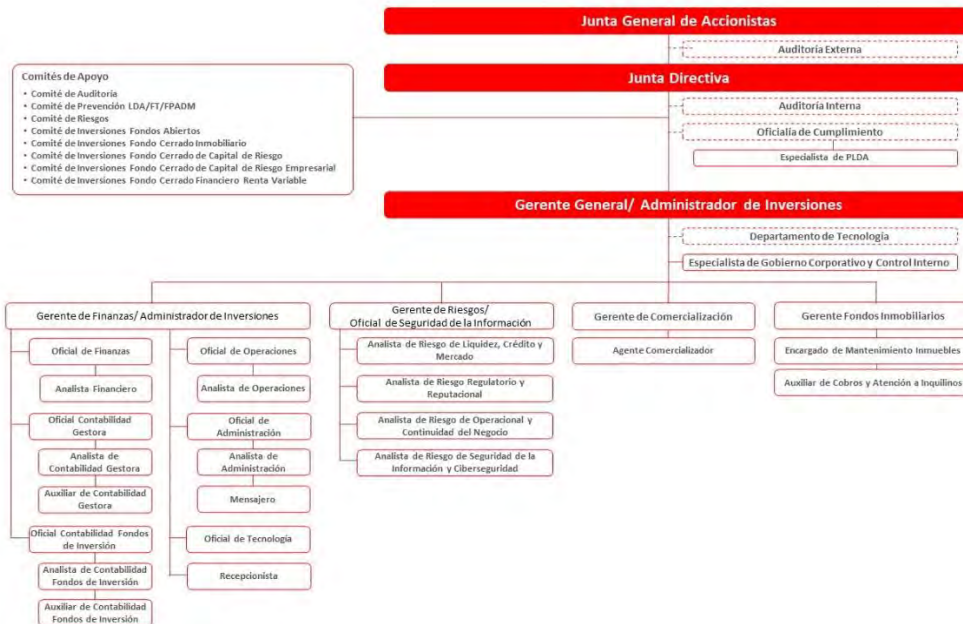 Junta General de Accionistas
Auditoría Externa
Junta Directiva
Comités de Apoyo
• Comité de Auditoría
• Comité de Prevención LDA/FT/FPADM
• Comité de Riesgos
• Comité de Inversiones Fondos Abiertos
• Comité de Inversiones Fondo Cerrado Inmobiliario
• Comité de Inversiones Fondo Cerrado de Capital de Riesgo
• Comité de Inversiones Fondo Cerrado de Capital de Riesgo Empresarial
• Comité de Inversiones Fondo Cerrado Financiero Renta Variable
Auditoría Interna
Oficialía de Cumplimiento
Especialista de PLDA
Gerente General/ Administrador de Inversiones
Departamento de Tecnología
Especialista de Gobierno Corporativo y Control Interno
Gerente de Finanzas/ Administrador de Inversiones
Oficial de Finanzas
Analista Financiero
Oficial Contabilidad
Gestora
Analista de
Contabilidad Gestora
Auxiliar de Contabilidad
Gestora
Oficial Contabilidad Fondos
de Inversión
Analista de Contabilidad
Fondos de Inversión
Auxiliar de Contabilidad
Fondos de Inversión
Oficial de Operaciones
Analista de Operaciones
Oficial de
Administración
Analista de
Administración
Mensajero
Oficial de Tecnología
Recepcionista
Gerente de Riesgos/
Oficial de Seguridad de la Información
Analista de Riesgo de Liquidez, Crédito y
Mercado
Analista de Riesgo Regulatorio y
Reputacional
Analista de Riesgo de Operacional y
Continuidad del Negocio
Analista de Riesgo de Seguridad de la
Información y Ciberseguridad
Gerente de Comercialización
Agente Comercializador
Gerente Fondos Inmobiliarios
Encargado de Mantenimiento Inmuebles
Auxiliar de Cobros y Atención a Inquilinos